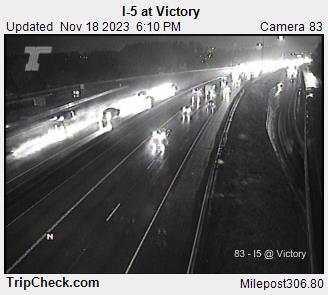 I-5 at Victory
Updated Nov 18 2023 6:10 PM Camera 83
T
N
83 - I5 @ Victory
TripCheck.com Milepost306.80